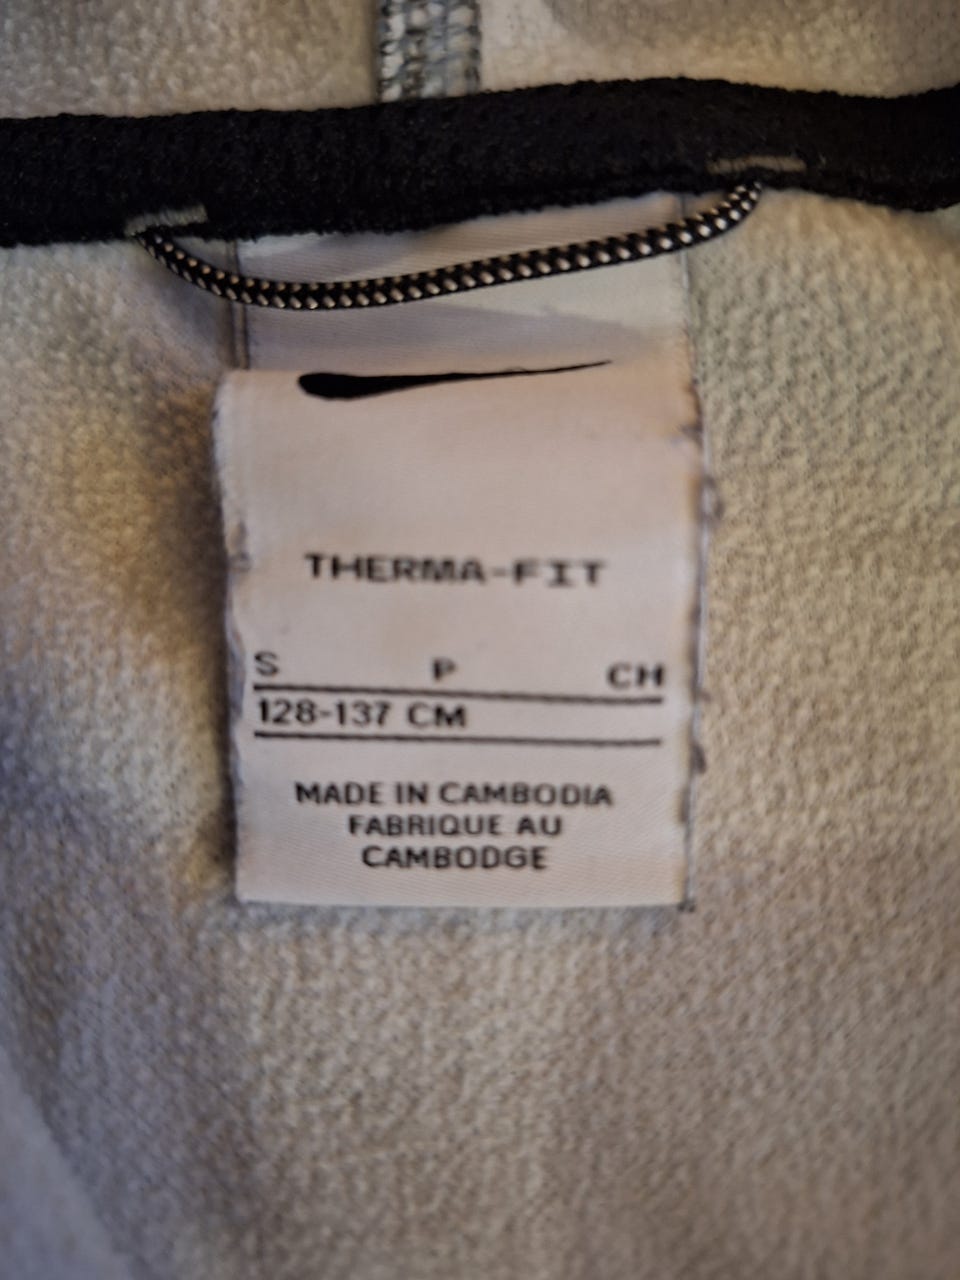 THERMA-FIT
S P CH
128-137 CM
MADE IN CAMBODIA
FABRIQUE AU
CAMBODGE